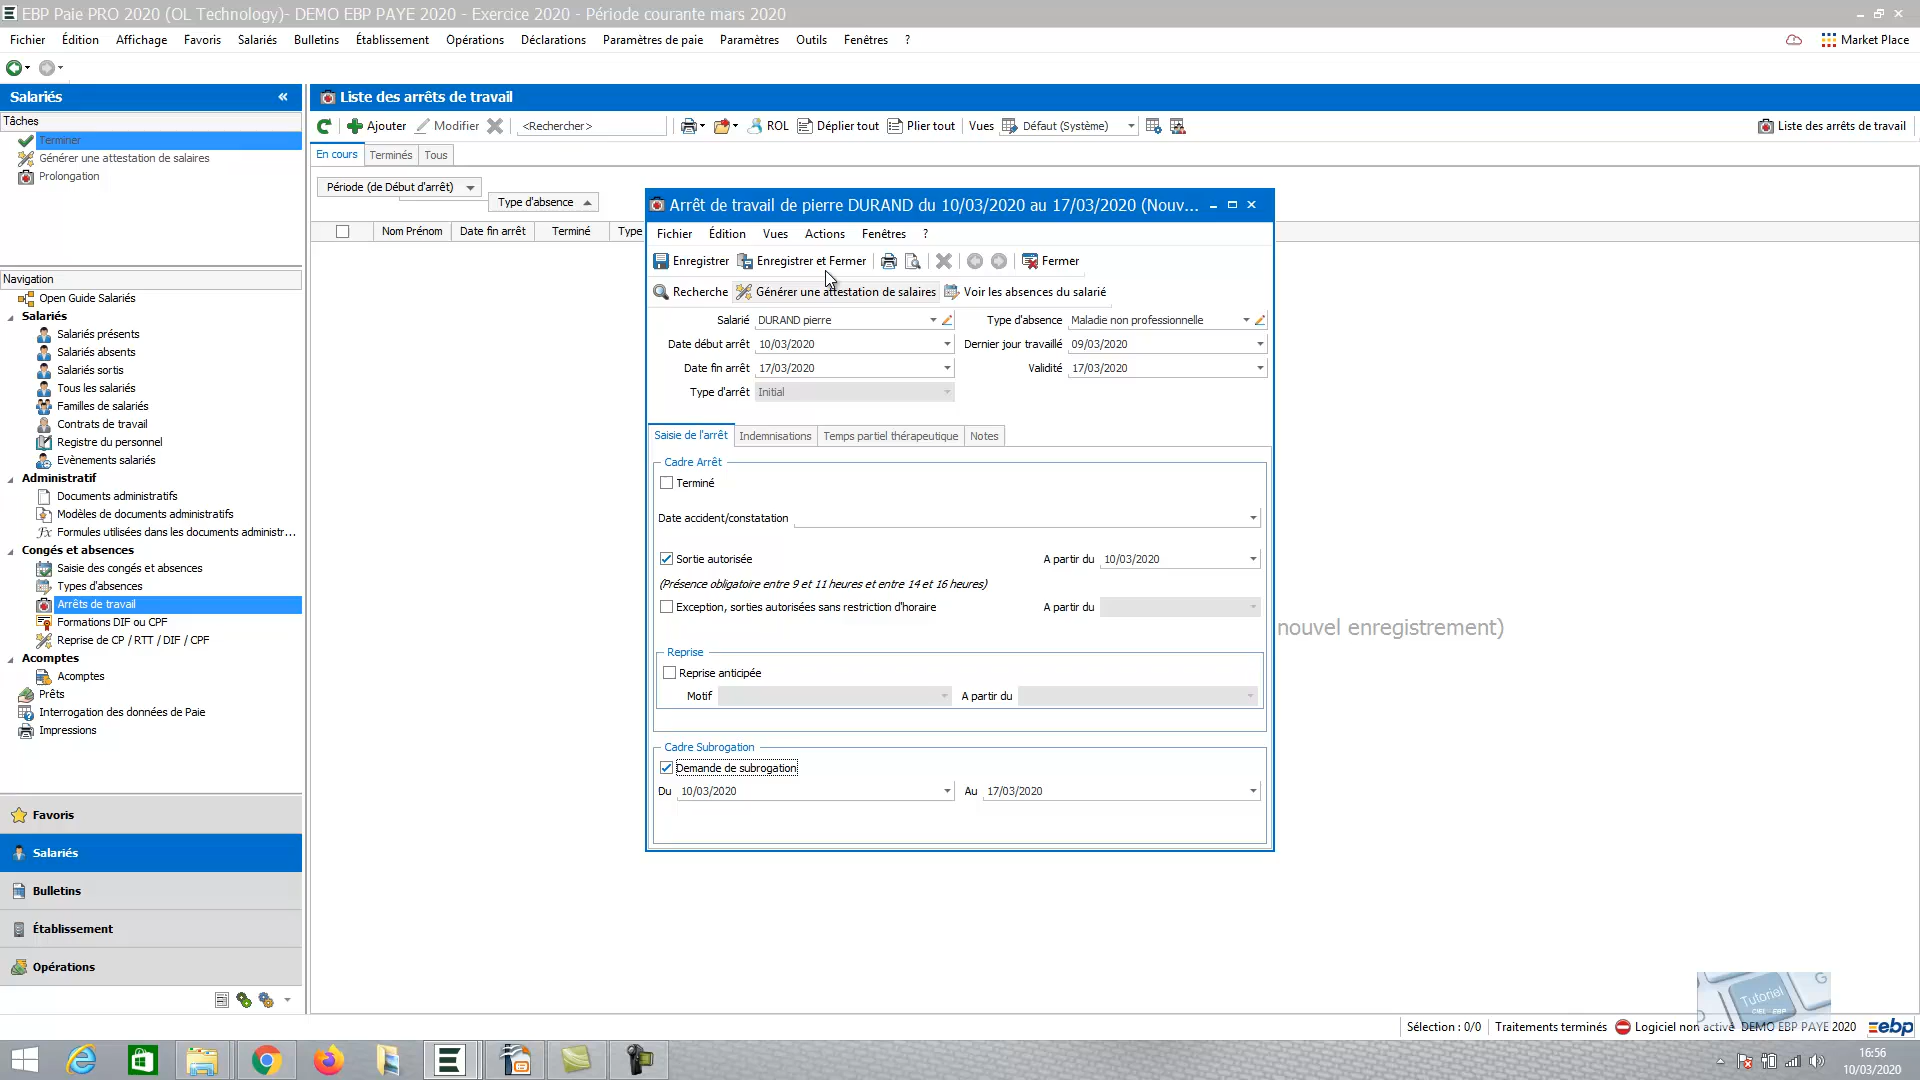 EBP Paie PRO 2020 (OL Technology)- DEMO EBP PAYE 2020 - Exercice 2020 - Période courante mars 2020
Fichier Édition Affichage Favoris Salariés Bulletins Établissement Opérations Déclarations Paramètres de paie Paramètres Outils Fenêtres ?
Market Place
Salariés «
Tâches
Terminer
Générer une attestation de salaires
Prolongation
Navigation
Open Guide Salariés
Salariés
Salariés présents
Salariés absents
Salariés sortis
Tous les salariés
Familles de salariés
Contrats de travail
Registre du personnel
Evènements salariés
Administratif
Documents administratifs
Modèles de documents administratifs
Formules utilisées dans les documents administr...
Congés et absences
Saisie des congés et absences
Types d'absences
Arrêts de travail
Formations DIF ou CPF
Reprise de CP / RTT / DIF / CPF
Acomptes
Acomptes
Prêts
Interrogation des données de Paie
Impressions
Favoris
Salariés
Bulletins
Établissement
Opérations
Liste des arrêts de travail
Ajouter Modifier <Rechercher> ROL Déplier tout Plier tout Vues Défaut (Système) Liste des arrêts de travail
En cours Terminés Tous
Période (de Début d'arrêt)
Type d'absence
Nom Prénom Date fin arrêt Terminé Type
nouvel enregistrement)
Arrêt de travail de pierre DURAND du 10/03/2020 au 17/03/2020 (Nouv...
Fichier Édition Vues Actions Fenêtres ?
Enregistrer Enregistrer et Fermer Fermer
Recherche Générer une attestation de salaires Voir les absences du salarié
Salarié DURAND pierre Type d'absence Maladie non professionnelle
Date début arrêt 10/03/2020 Dernier jour travaillé 09/03/2020
Date fin arrêt 17/03/2020 Validité 17/03/2020
Type d'arrêt Initial
Saisie de l'arrêt Indemnisations Temps partiel thérapeutique Notes
Cadre Arrêt
Terminé
Date accident/constatation
Sortie autorisée A partir du 10/03/2020
(Présence obligatoire entre 9 et 11 heures et entre 14 et 16 heures)
Exception, sorties autorisées sans restriction d'horaire A partir du
Reprise
Reprise anticipée
Motif A partir du
Cadre Subrogation
Demande de subrogation
Du 10/03/2020 Au 17/03/2020
Tutoriel
CIEL - EBP
Sélection : 0/0 Traitements terminés Logiciel non activé DEMO EBP PAYE 2020 ebp
16:56
10/03/2020